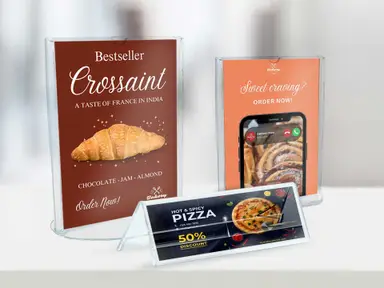 Bestseller
Crossaint
A TASTE OF FRANCE IN INDIA
CHOCOLATE - JAM - ALMOND
Order Now!
Sweet craving?
ORDER NOW!
HOT & SPICY
PIZZA
50%
DISCOUNT